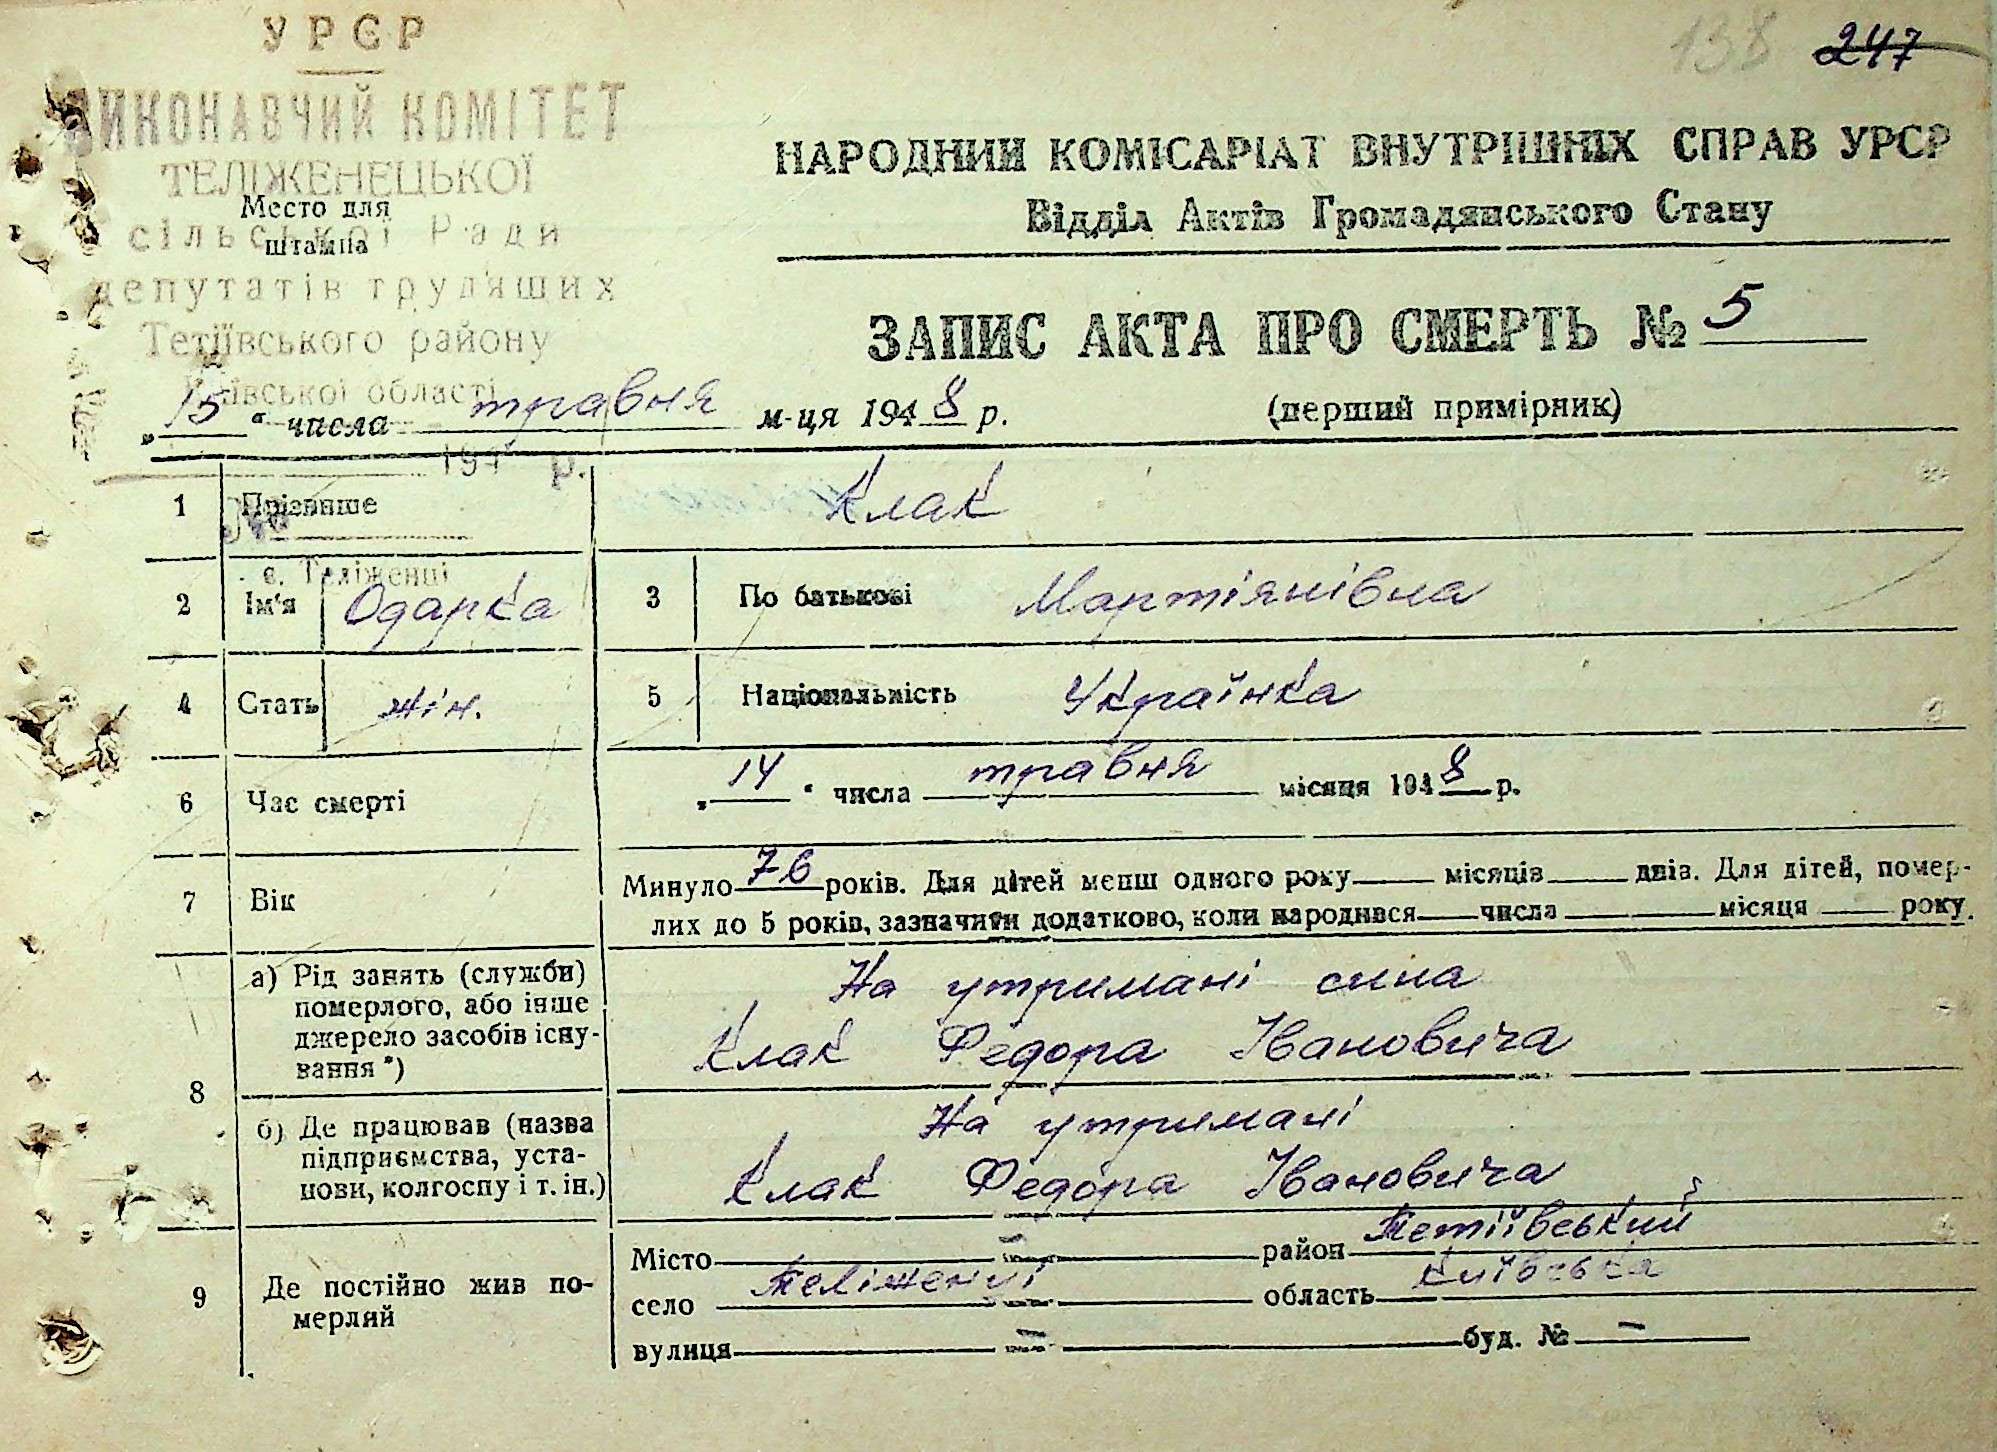 УРСР
138 247
ВИКОНАВЧИЙ КОМІТЕТ
ТЕЛІЖЕНЕЦЬКОЇ
сільської Ради
депутатів трудящих
Тетіївського району
Київської області
194 р.
№
с. Теліженці
Место для
штампа
НАРОДНИЙ КОМІСАРІАТ ВНУТРІШНІХ СПРАВ УРСР
Відділ Актів Громадянського Стану
ЗАПИС АКТА ПРО СМЕРТЬ № 5
„15“ числа травня м-ця 1948 р. (перший примірник)
1 Прізвише Клак
2 Ім'я Одарка 3 По батькові Мартіянівна
4 Стать жін. 5 Національність Українка
6 Час смерті „14“ числа травня місяця 1948 р.
7 Вік Минуло 76 років. Для дітей менш одного року місяців днів. Для дітей, помер-
лих до 5 років, зазначити додатково, коли народився числа місяця року.
8 а) Рід занять (служби) померлого, або інше джерело засобів існу-вання*) На утримані сина
Клак Федора Івановича
б) Де працював (назва підприємства, уста-нови, колгоспу і т. ін.) На утримані
Клак Федора Івановича
9 Де постійно жив по-мерлий Місто – район Тетіївський
село Теліженці область Київська
вулиця – буд. № –